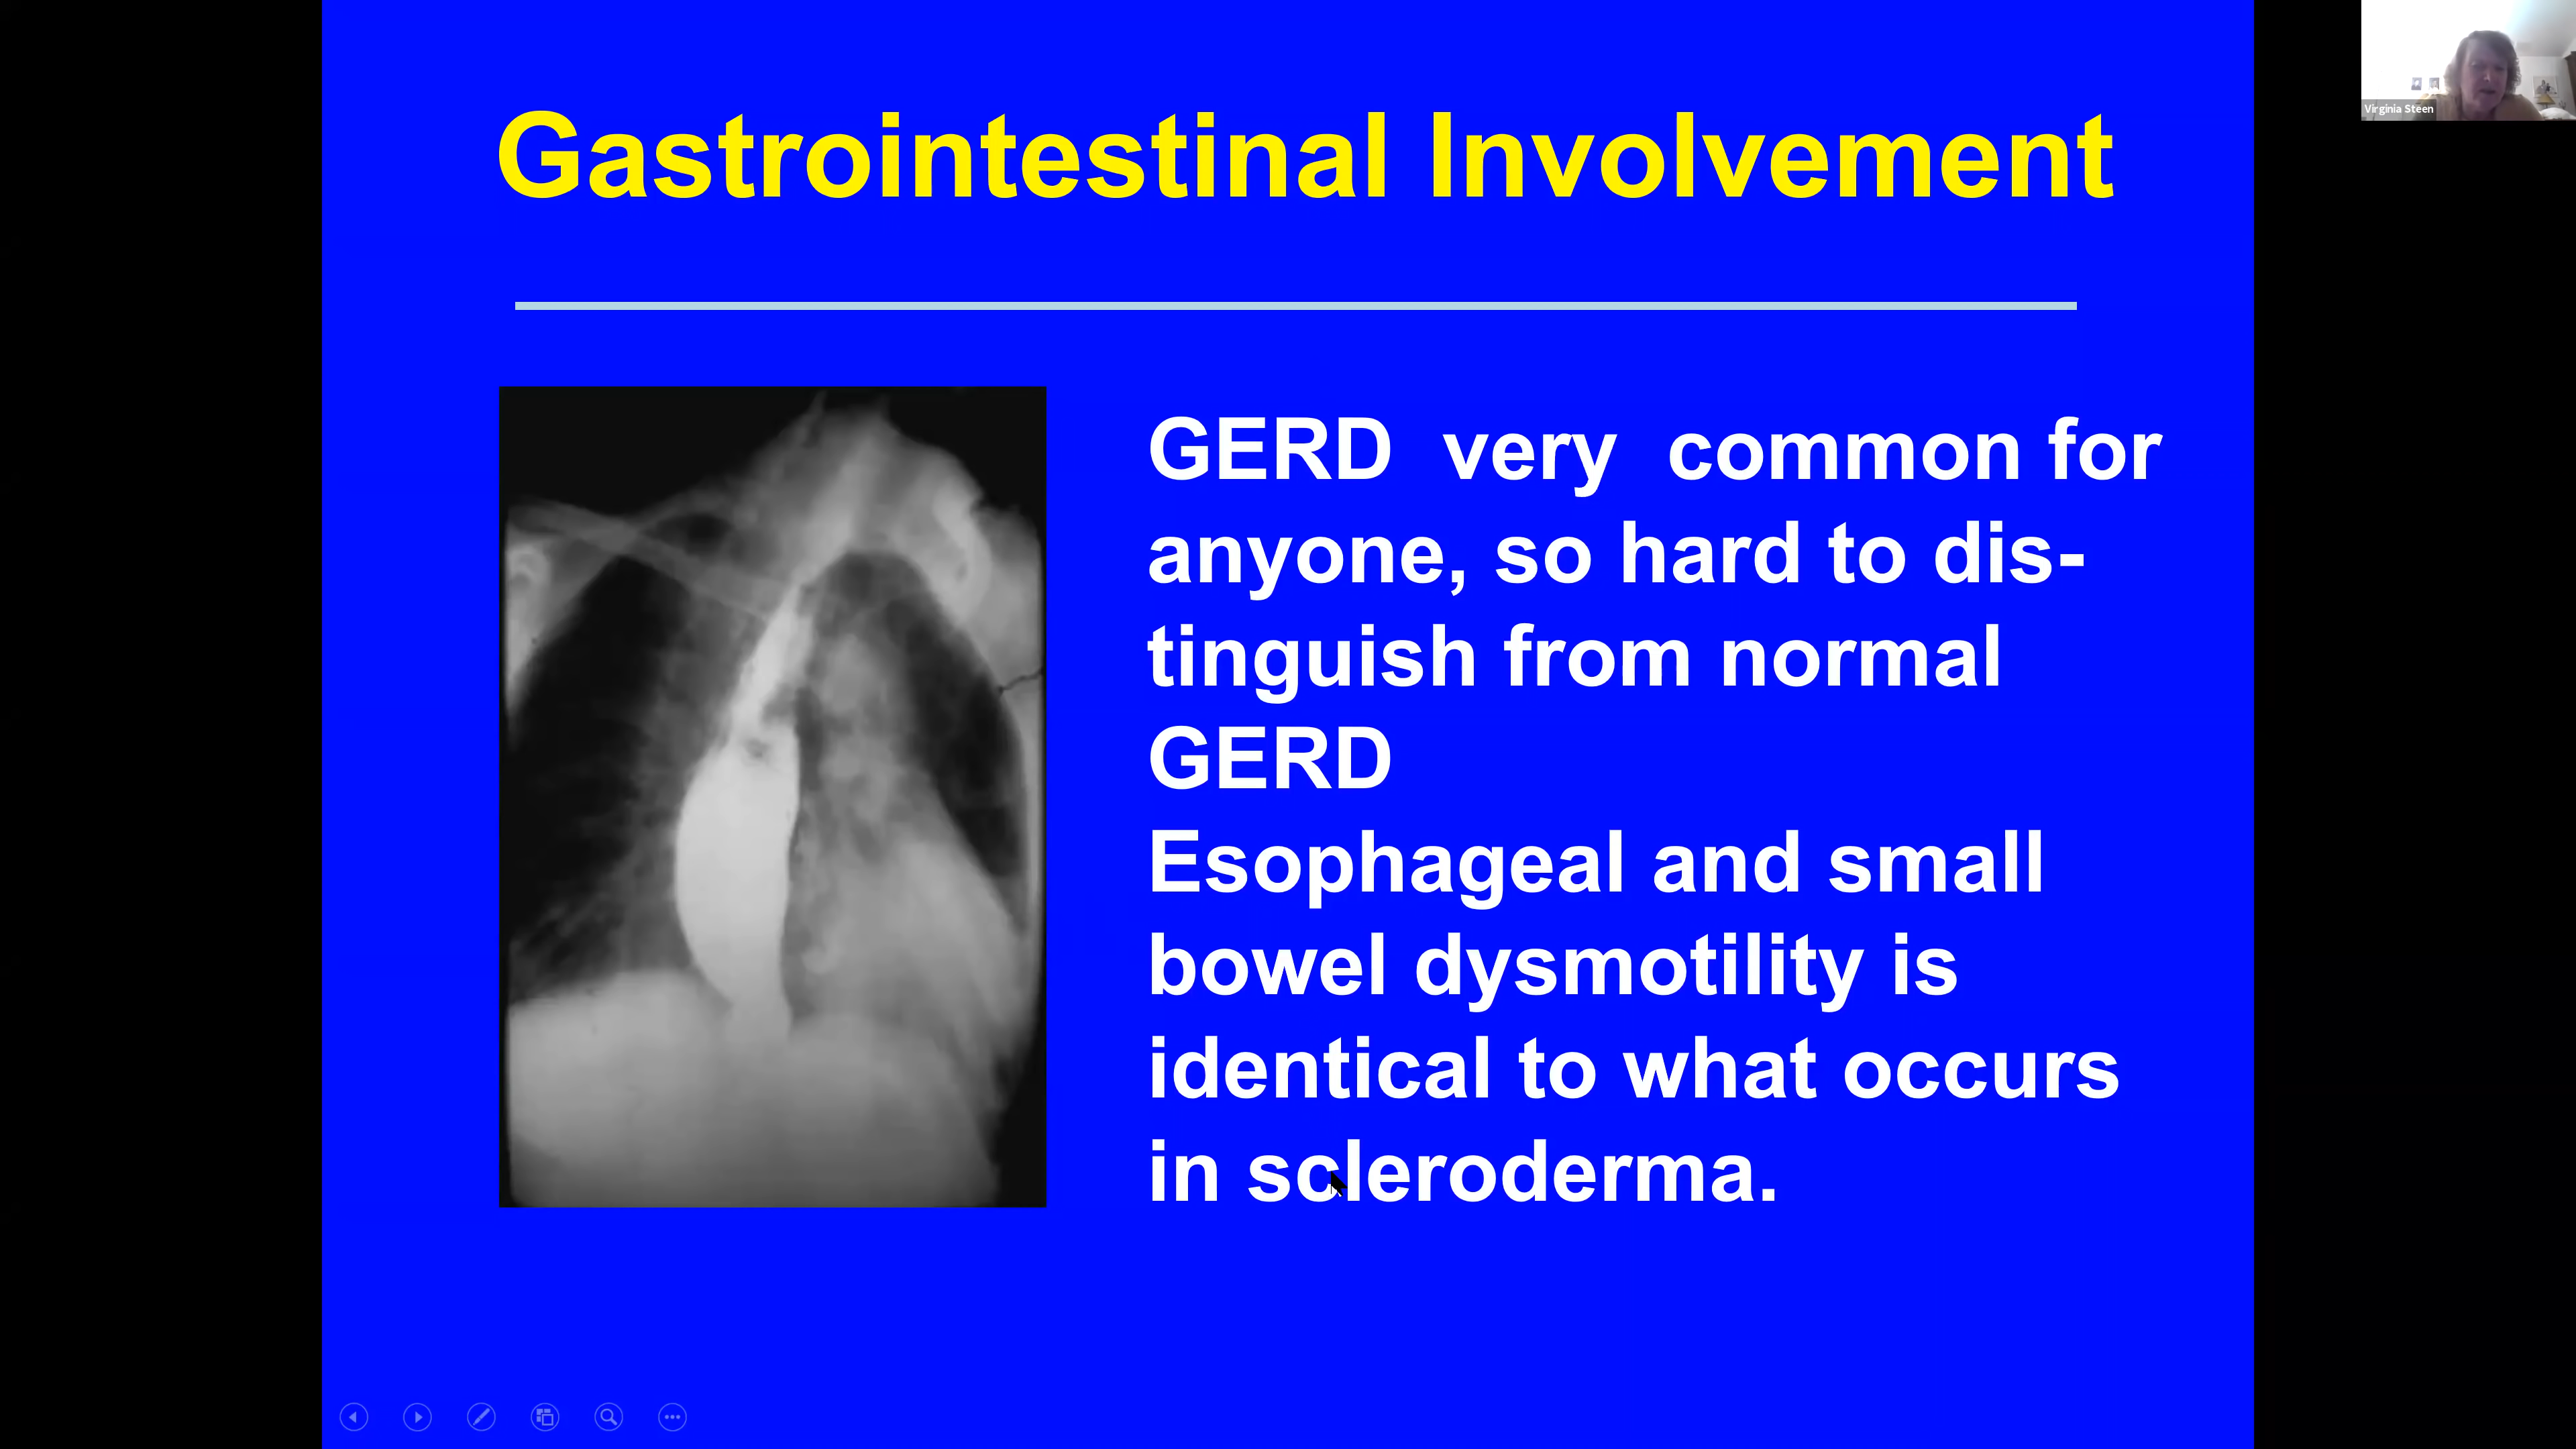 Gastrointestinal Involvement
Virginia Steen
GERD very common for
anyone, so hard to dis-
tinguish from normal
GERD
Esophageal and small
bowel dysmotility is
identical to what occurs
in scleroderma.